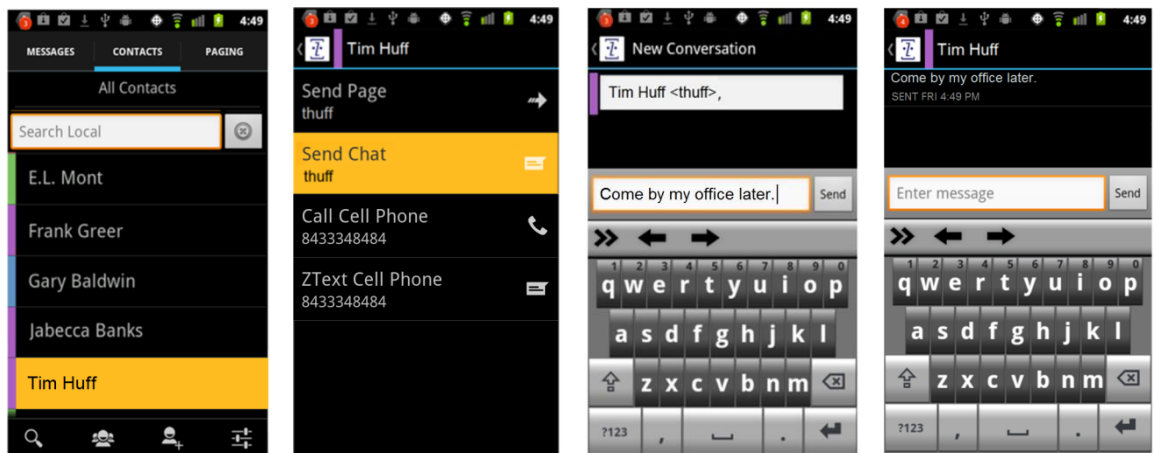 4:49
MESSAGES CONTACTS PAGING
All Contacts
Search Local
E.L. Mont
Frank Greer
Gary Baldwin
Jabecca Banks
Tim Huff
3
4:49
Tim Huff
Send Page
thuff
Send Chat
thuff
Call Cell Phone
8433348484
ZText Cell Phone
8433348484
3
4:49
New Conversation
Tim Huff <thuff>,
Come by my office later.
Send
1 2 3 4 5 6 7 8 9 0
q w e r t y u i o p
a s d f g h j k l
z x c v b n m
?123 , .
4
4:49
Tim Huff
Come by my office later.
SENT FRI 4:49 PM
Enter message
Send
1 2 3 4 5 6 7 8 9 0
q w e r t y u i o p
a s d f g h j k l
z x c v b n m
?123 , .